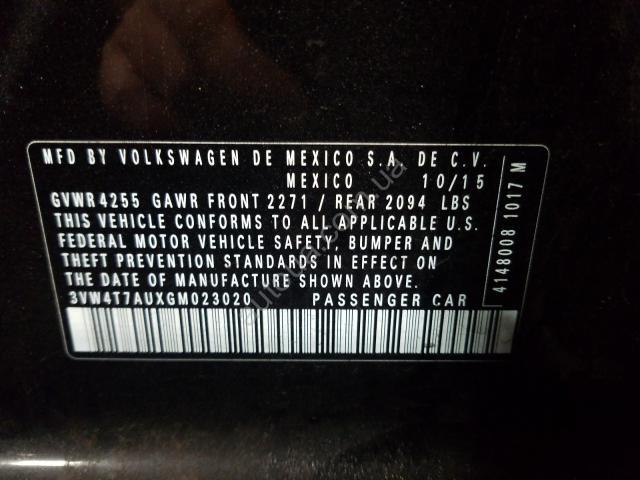 MFD BY VOLKSWAGEN DE MEXICO S.A. DE C.V.
MEXICO 10/15
GVWR 4255 GAWR FRONT 2271 / REAR 2094 LBS
THIS VEHICLE CONFORMS TO ALL APPLICABLE U.S.
FEDERAL MOTOR VEHICLE SAFETY, BUMPER AND
THEFT PREVENTION STANDARDS IN EFFECT ON
THE DATE OF MANUFACTURE SHOWN ABOVE.
3VW4T7AUXGM023020 PASSENGER CAR
4148008 1017 M